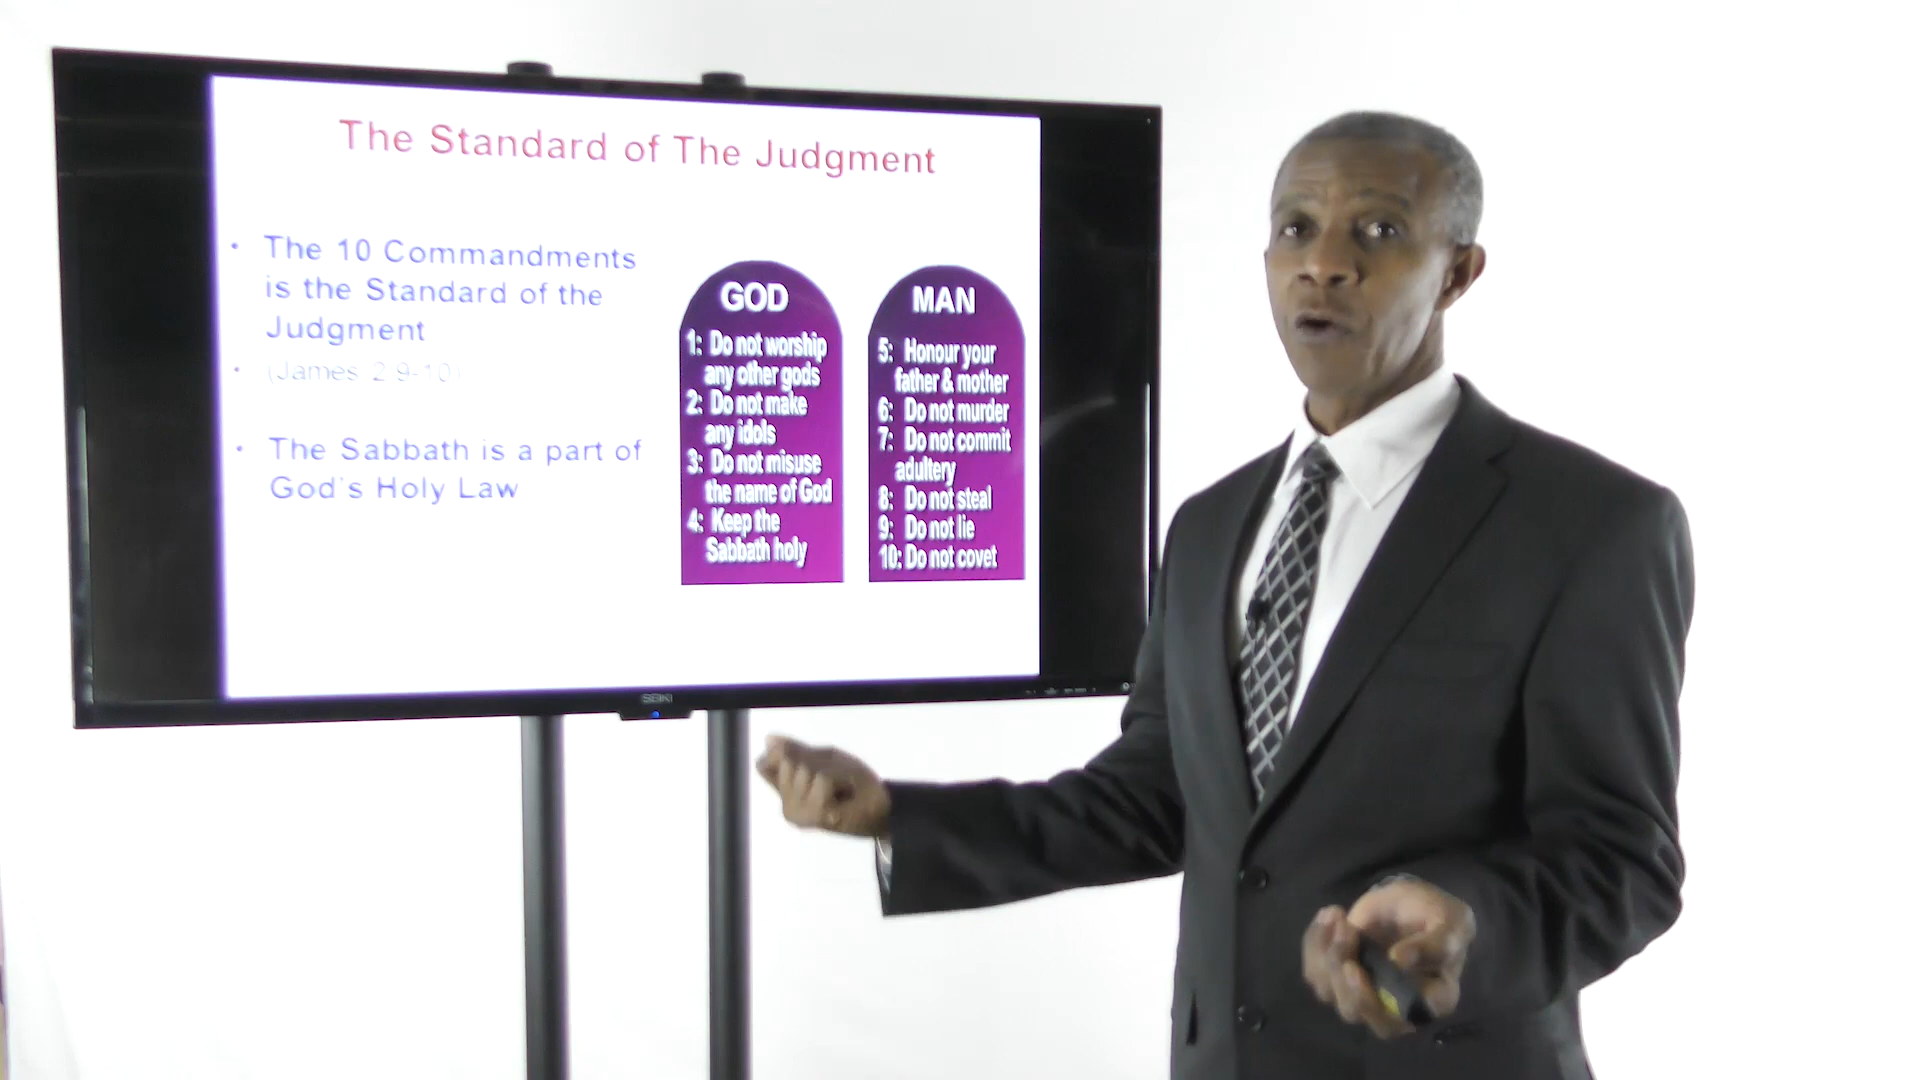 The Standard of The Judgment
• The 10 Commandments
is the Standard of the
Judgment
• (James 2:9-10)
• The Sabbath is a part of
God's Holy Law
GOD
1: Do not worship
any other gods
2: Do not make
any idols
3: Do not misuse
the name of God
4: Keep the
Sabbath holy
MAN
5: Honour your
father & mother
6: Do not murder
7: Do not commit
adultery
8: Do not steal
9: Do not lie
10: Do not covet
SEIKI